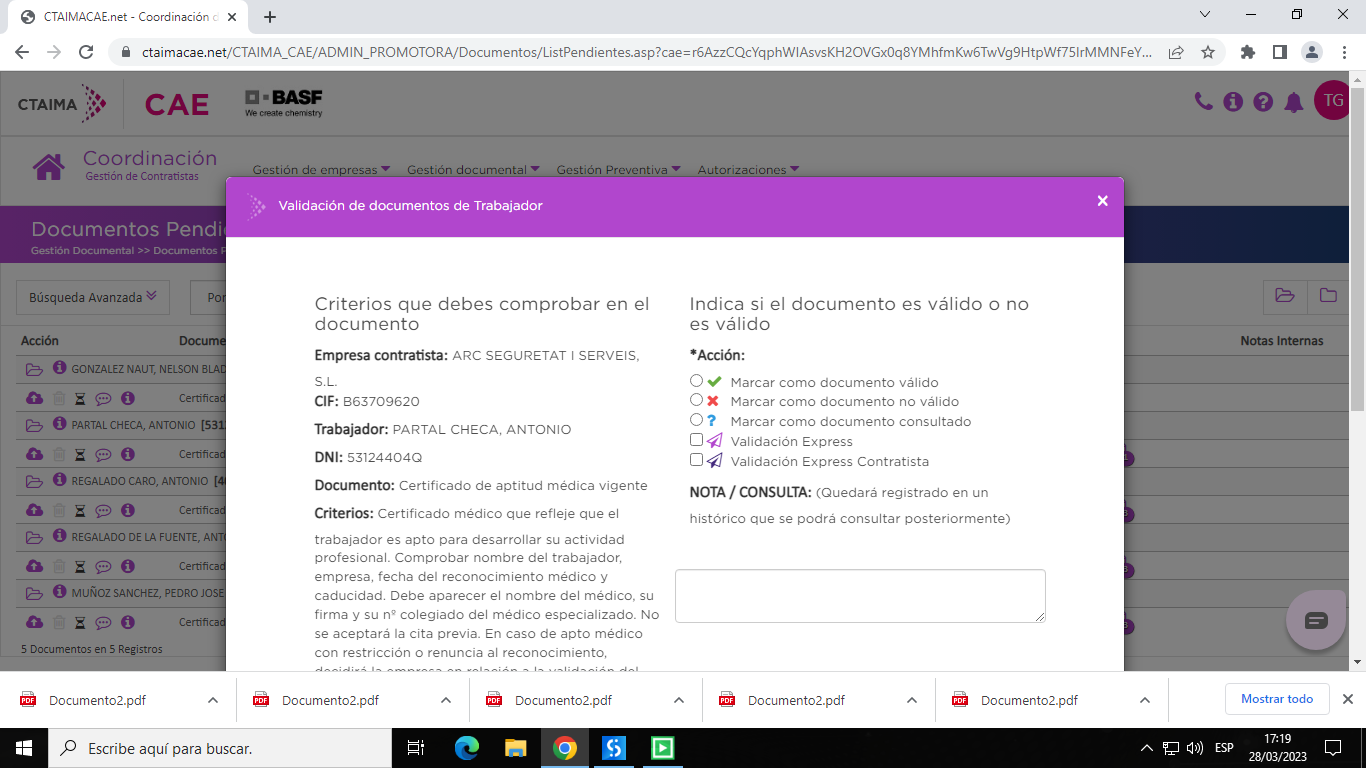 CTAIMACAE.net - Coordinación d
ctaimacae.net/CTAIMA_CAE/ADMIN_PROMOTORA/Documentos/ListPendientes.asp?cae=r6AzzCQcYqphWIAsvsKH2OVGx0q8YMhfmKw6TwVg9HtpWf75IrMMNFeY...
CTAIMA
CAE
BASF
We create chemistry
TG
Coordinación
Gestión de Contratistas
Gestión de empresas
Gestión documental
Gestión Preventiva
Autorizaciones
Documentos Pendi
Gestión Documental >> Documentos P
Búsqueda Avanzada
Por
Acción
Docume
Notas Internas
GONZALEZ NAUT, NELSON BLAD
Certificad
PARTAL CHECA, ANTONIO [531
Certificad
REGALADO CARO, ANTONIO [4
Certificad
REGALADO DE LA FUENTE, ANT
Certificad
MUÑOZ SANCHEZ, PEDRO JOSE
Certificad
5 Documentos en 5 Registros
Validación de documentos de Trabajador
Criterios que debes comprobar en el
documento
Empresa contratista: ARC SEGURETAT I SERVEIS,
S.L.
CIF: B63709620
Trabajador: PARTAL CHECA, ANTONIO
DNI: 53124404Q
Documento: Certificado de aptitud médica vigente
Criterios: Certificado médico que refleje que el
trabajador es apto para desarrollar su actividad
profesional. Comprobar nombre del trabajador,
empresa, fecha del reconocimiento médico y
caducidad. Debe aparecer el nombre del médico, su
firma y su nº colegiado del médico especializado. No
se aceptará la cita previa. En caso de apto médico
con restricción o renuncia al reconocimiento,
decidirá la empresa en relación a la validación del
Indica si el documento es válido o no
es válido
*Acción:
Marcar como documento válido
Marcar como documento no válido
Marcar como documento consultado
Validación Express
Validación Express Contratista
NOTA / CONSULTA: (Quedará registrado en un
histórico que se podrá consultar posteriormente)
Documento2.pdf
Documento2.pdf
Documento2.pdf
Documento2.pdf
Documento2.pdf
Mostrar todo
Escribe aquí para buscar.
ESP
17:19
28/03/2023